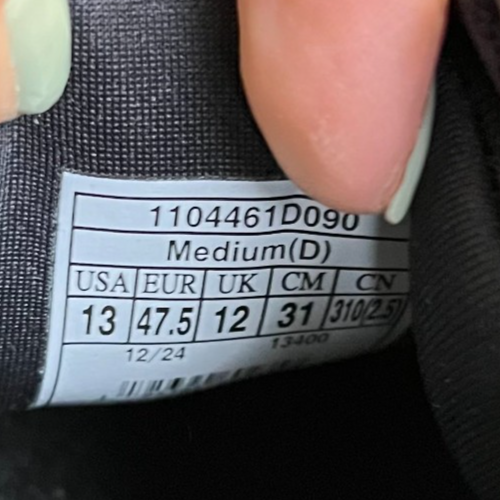 1104461D090
Medium(D)
USA EUR UK CM CN
13 47.5 12 31 310(2.5)
12/24 13400